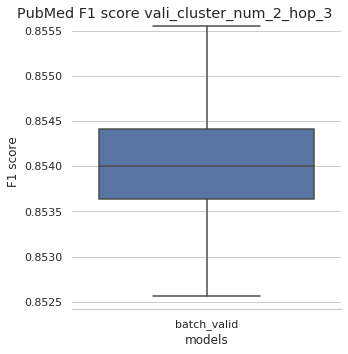 PubMed F1 score vali_cluster_num_2_hop_3
0.8555
0.8550
0.8545
0.8540
0.8535
0.8530
0.8525
F1 score
batch_valid
models